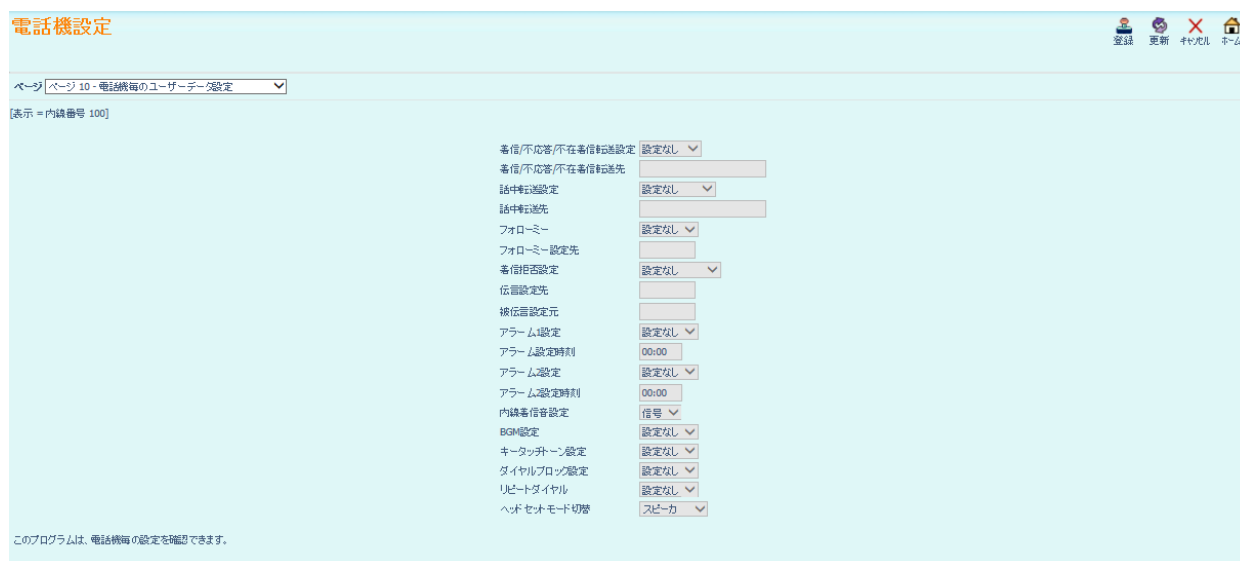 電話機設定
登録 更新 キャンセル ホーム
ページ ページ 10 - 電話機毎のユーザーデータ設定
[表示 = 内線番号 100]
着信/不応答/不在着信転送設定 設定なし
着信/不応答/不在着信転送先
話中転送設定 設定なし
話中転送先
フォローミー 設定なし
フォローミー設定先
着信拒否設定 設定なし
伝言設定先
被伝言設定元
アラーム1設定 設定なし
アラーム設定時刻 00:00
アラーム2設定 設定なし
アラーム2設定時刻 00:00
内線着信音設定 信号
BGM設定 設定なし
キータッチトーン設定 設定なし
ダイヤルブロック設定 設定なし
リピートダイヤル 設定なし
ヘッドセットモード切替 スピーカ
このプログラムは、電話機毎の設定を確認できます。